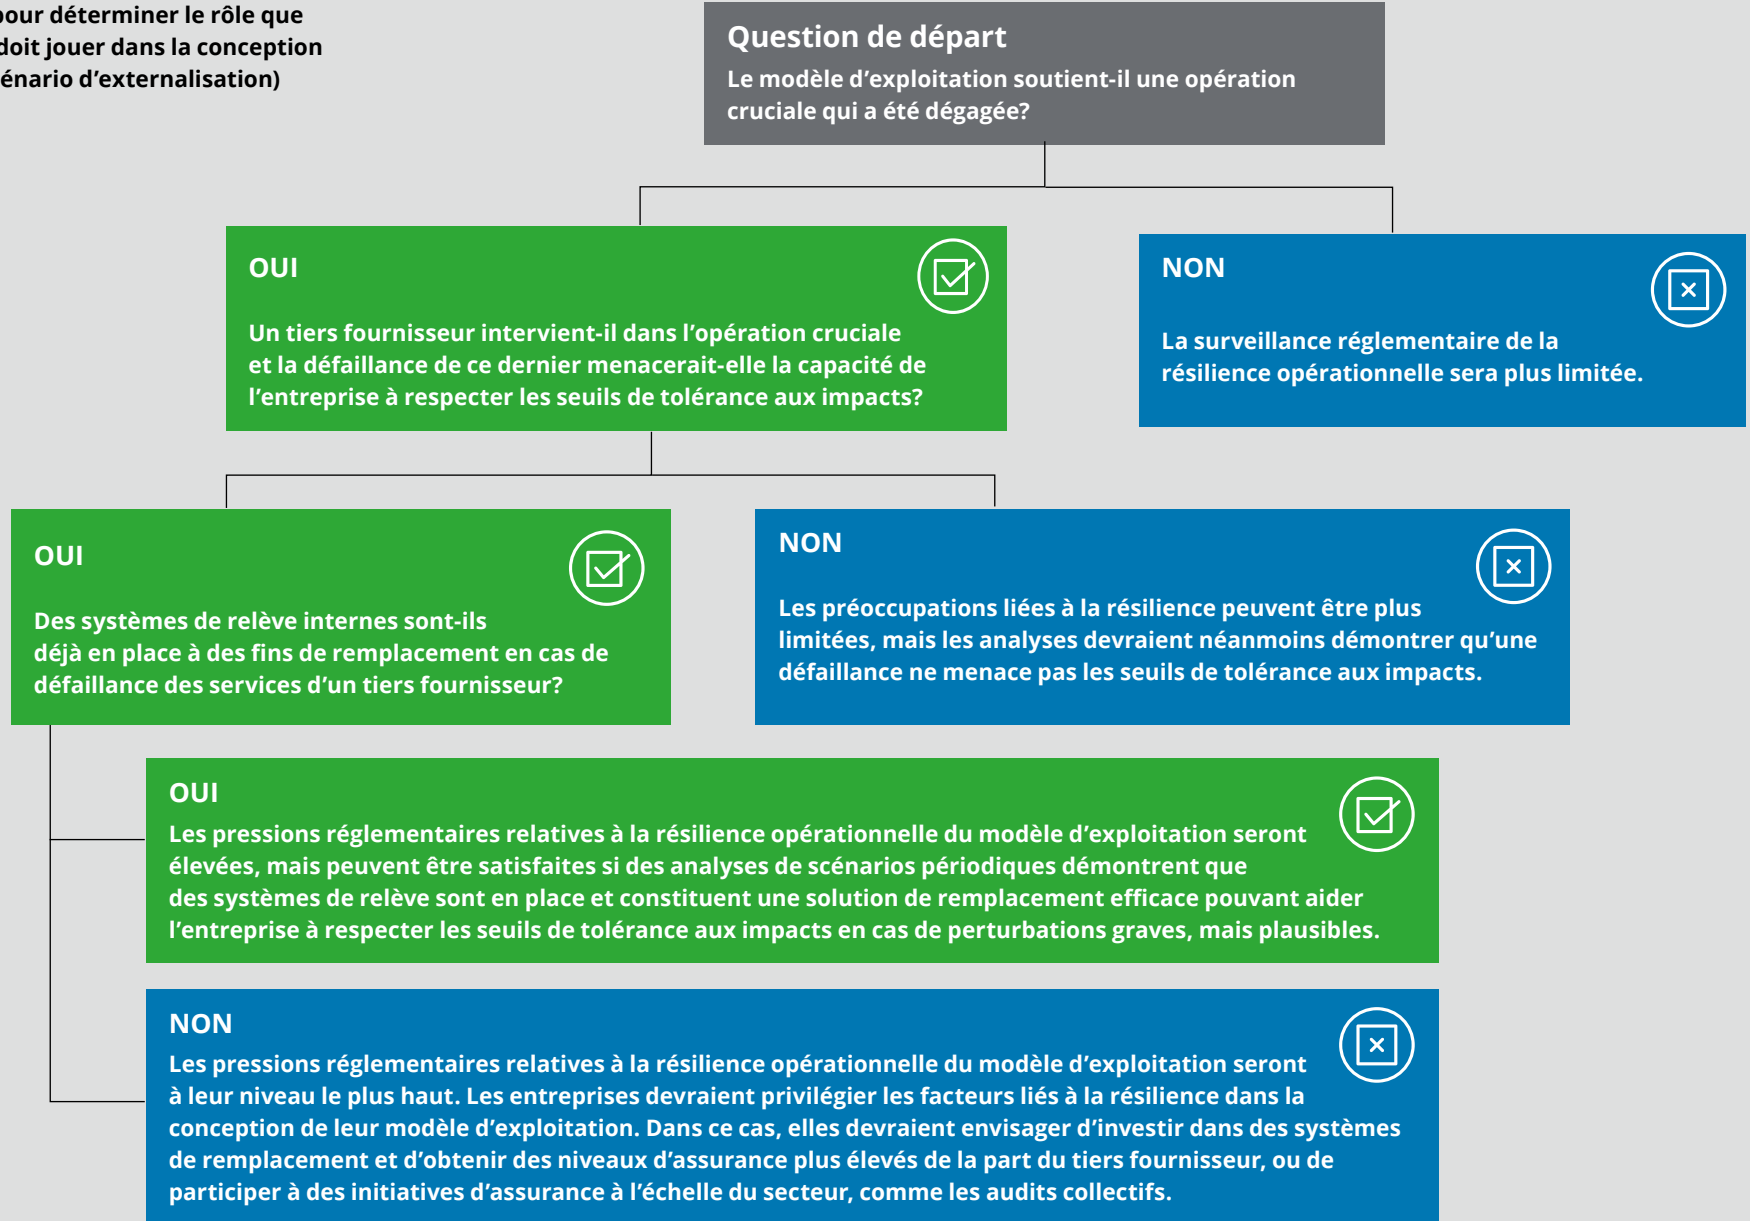 pour déterminer le rôle que
doit jouer dans la conception
d'externalisation)
Question de départ
Le modèle d'exploitation soutient-il une opération
cruciale qui a été dégagée?
OUI
Un tiers fournisseur intervient-il dans l'opération cruciale
et la défaillance de ce dernier menacerait-elle la capacité de
l'entreprise à respecter les seuils de tolérance aux impacts?
NON
La surveillance réglementaire de la
résilience opérationnelle sera plus limitée.
OUI
Des systèmes de relève internes sont-ils
déjà en place à des fins de remplacement en cas de
défaillance des services d'un tiers fournisseur?
NON
Les préoccupations liées à la résilience peuvent être plus
limitées, mais les analyses devraient néanmoins démontrer qu'une
défaillance ne menace pas les seuils de tolérance aux impacts.
OUI
Les pressions réglementaires relatives à la résilience opérationnelle du modèle d'exploitation seront
élevées, mais peuvent être satisfaites si des analyses de scénarios périodiques démontrent que
des systèmes de relève sont en place et constituent une solution de remplacement efficace pouvant aider
l'entreprise à respecter les seuils de tolérance aux impacts en cas de perturbations graves, mais plausibles.
NON
Les pressions réglementaires relatives à la résilience opérationnelle du modèle d'exploitation seront
à leur niveau le plus haut. Les entreprises devraient privilégier les facteurs liés à la résilience dans la
conception de leur modèle d'exploitation. Dans ce cas, elles devraient envisager d'investir dans des systèmes
de remplacement et d'obtenir des niveaux d'assurance plus élevés de la part du tiers fournisseur, ou de
participer à des initiatives d'assurance à l'échelle du secteur, comme les audits collectifs.